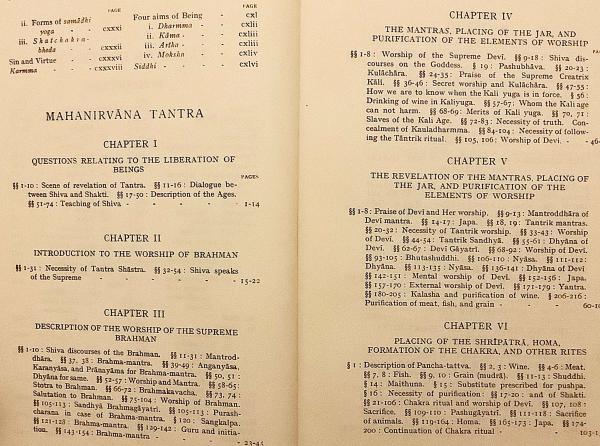 PAGE
ii. Forms of samâdhi
yoga - - cxxxi
iii. Shatchakra-
bheda - cxxxii
Sin and Virtue - - cxxxvi
Karmma - - - cxxxviii
PAGE
Four aims of Being - cxl
i. Dharmma - - cxli
ii. Kâma - - - cxliii
iii. Artha - - - cxliii
iv. Moksha - - cxliv
Siddhi - - - - cxlvi
MAHANIRVÂNA TANTRA
CHAPTER I
QUESTIONS RELATING TO THE LIBERATION OF
BEINGS
PAGES
§§ 1-10: Scene of revelation of Tantra. §§ 11-16: Dialogue be-
tween Shiva and Shakti. §§ 17-50: Description of the Ages.
§§ 51-74: Teaching of Shiva - - - - - 1-14
CHAPTER II
INTRODUCTION TO THE WORSHIP OF BRAHMAN
§§ 1-31: Necessity of Tantra Shâstra. §§ 32-54: Shiva speaks
of the Supreme - - - - - 15-22
CHAPTER III
DESCRIPTION OF THE WORSHIP OF THE SUPREME
BRAHMAN
§§ 1-10: Shiva discourses of the Brahman. §§ 11-31: Mantrod-
dhâra. §§ 37, 38: Brahma-mantra. §§ 39-49: Anganyâsa,
Karanyâsa, and Prânayâma for Brahma-mantra. §§ 50, 51:
Dhyâna for same. §§ 52-57: Worship and Mantra. §§ 58-65:
Stotra to Brahman. §§ 66-72: Brahmakavacha. §§ 73, 74:
Salutation to Brahman. §§ 75-104: Worship of Brahman.
§§ 105-113: Sandhyâ Brahmagâyatrî. §§ 105-113: Purash-
charana in case of Brahma-mantra. § 120: Sangkalpa.
§§ 121-128: Brahma-mantra. §§ 129-142: Guru and initia-
tion. §§ 143-154: Brahma-mantra - - - 23-45
CHAPTER IV
THE MANTRAS, PLACING OF THE JAR, AND
PURIFICATION OF THE ELEMENTS OF WORSHIP
§§ 1-8: Worship of the Supreme Devî. §§ 9-18: Shiva dis-
courses on the Goddess. § 19: Pashubhâva. §§ 20-23:
Kulâchâra. §§ 24-35: Praise of the Supreme Creatrix
Kâlî. §§ 36-46: Secret worship and Kulâchâra. §§ 47-55:
How we are to know when the Kali yuga is in force. § 56:
Drinking of wine in Kaliyuga. §§ 57-67: Whom the Kali age
can not harm. §§ 68-69: Merits of Kali yuga. §§ 70, 71:
Slaves of the Kali Age. §§ 72-83: Necessity of truth. Con-
cealment of Kauladharmma. §§ 84-104: Necessity of follow-
ing the Tântrik ritual. §§ 105, 106: Worship of Devî. - 46-
CHAPTER V
THE REVELATION OF THE MANTRAS, PLACING OF
THE JAR, AND PURIFICATION OF THE
ELEMENTS OF WORSHIP
§§ 1-8: Praise of Devî and Her worship. §§ 9-13: Mantroddhâra of
Devî mantra. §§ 14-17: Japa. §§ 18, 19: Tantrik mantras.
§§ 20-32: Necessity of Tantrik worship. §§ 33-43: Worship
of Devî. §§ 44-54: Tantrik Sandhyâ. §§ 55-61: Dhyâna of
Devî. §§ 62-67: Devî Gâyatrî. §§ 68-92: Worship of Devî.
§§ 93-105: Bhutashuddhi. §§ 106-110: Nyâsa. §§ 111-112:
Dhyâna. §§ 113-135: Nyâsa. §§ 136-141: Dhyâna of Devî
§§ 142-151: Mental worship of Devî. §§ 152-156: Japa.
§§ 157-170: External worship of Devî. §§ 171-179: Yantra.
§§ 180-205: Kalasha and purification of wine. § 206-216:
Purification of meat, fish, and grain - - - 60-
CHAPTER VI
PLACING OF THE SHRÎPÂTRA, HOMA,
FORMATION OF THE CHAKRA, AND OTHER RITES
§ 1: Description of Pancha-tattva. §§ 2, 3: Wine. §§ 4-6: Meat.
§ 7, 8: Fish. §§ 9, 10: Grain (mudrâ). §§ 11-13: Shuddhi.
§ 14: Maithuna. § 15: Substitute prescribed for pushpa.
§ 16: Necessity of purification: §§ 17-20: and of Shakti.
§§ 21-106: Chakra ritual and worship of Devî. §§ 107, 108:
Sacrifice. §§ 109-110: Pashugâyatrî. §§ 111-118: Sacrifice
of animals. §§ 119-164: Homa. §§ 165-173: Japa. §§ 174-
200: Continuation of Chakra ritual - - - 103-1